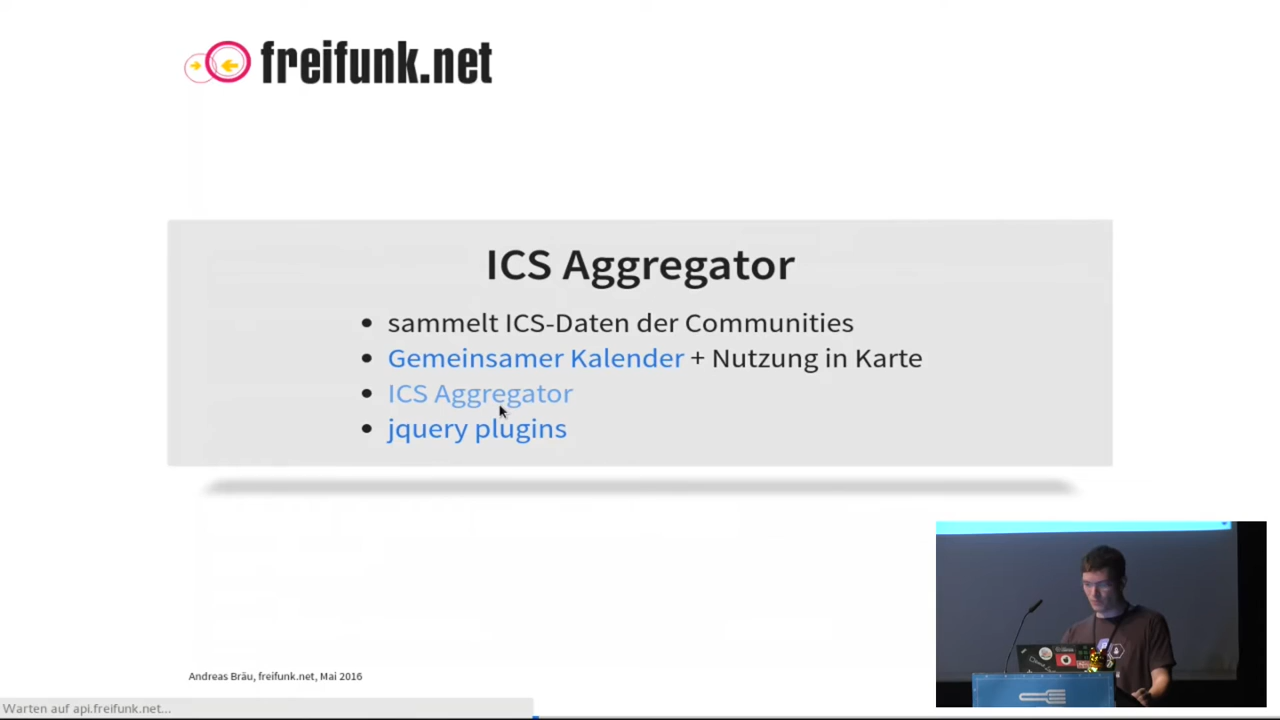 freifunk.net
ICS Aggregator
sammelt ICS-Daten der Communities
Gemeinsamer Kalender + Nutzung in Karte
ICS Aggregator
jquery plugins
Andreas Bräu, freifunk.net, Mai 2016
Warten auf api.freifunk.net...